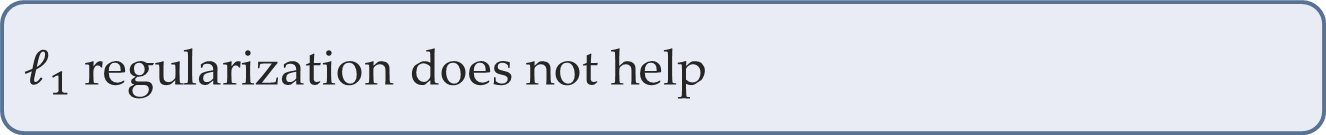 ℓ₁ regularization does not help